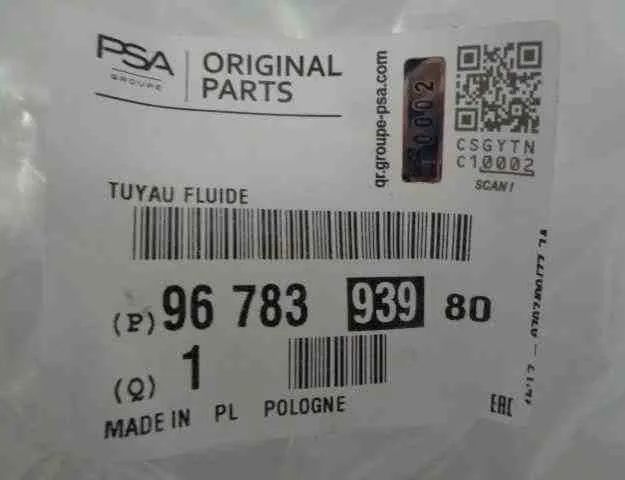 PSA
GROUPE
ORIGINAL
PARTS
qr.groupe-psa.com
10002
CSGYTN
C10002
SCAN!
TUYAU FLUIDE
(P) 96 783 939 80
(Q) 1
MADE IN PL POLOGNE
EAC